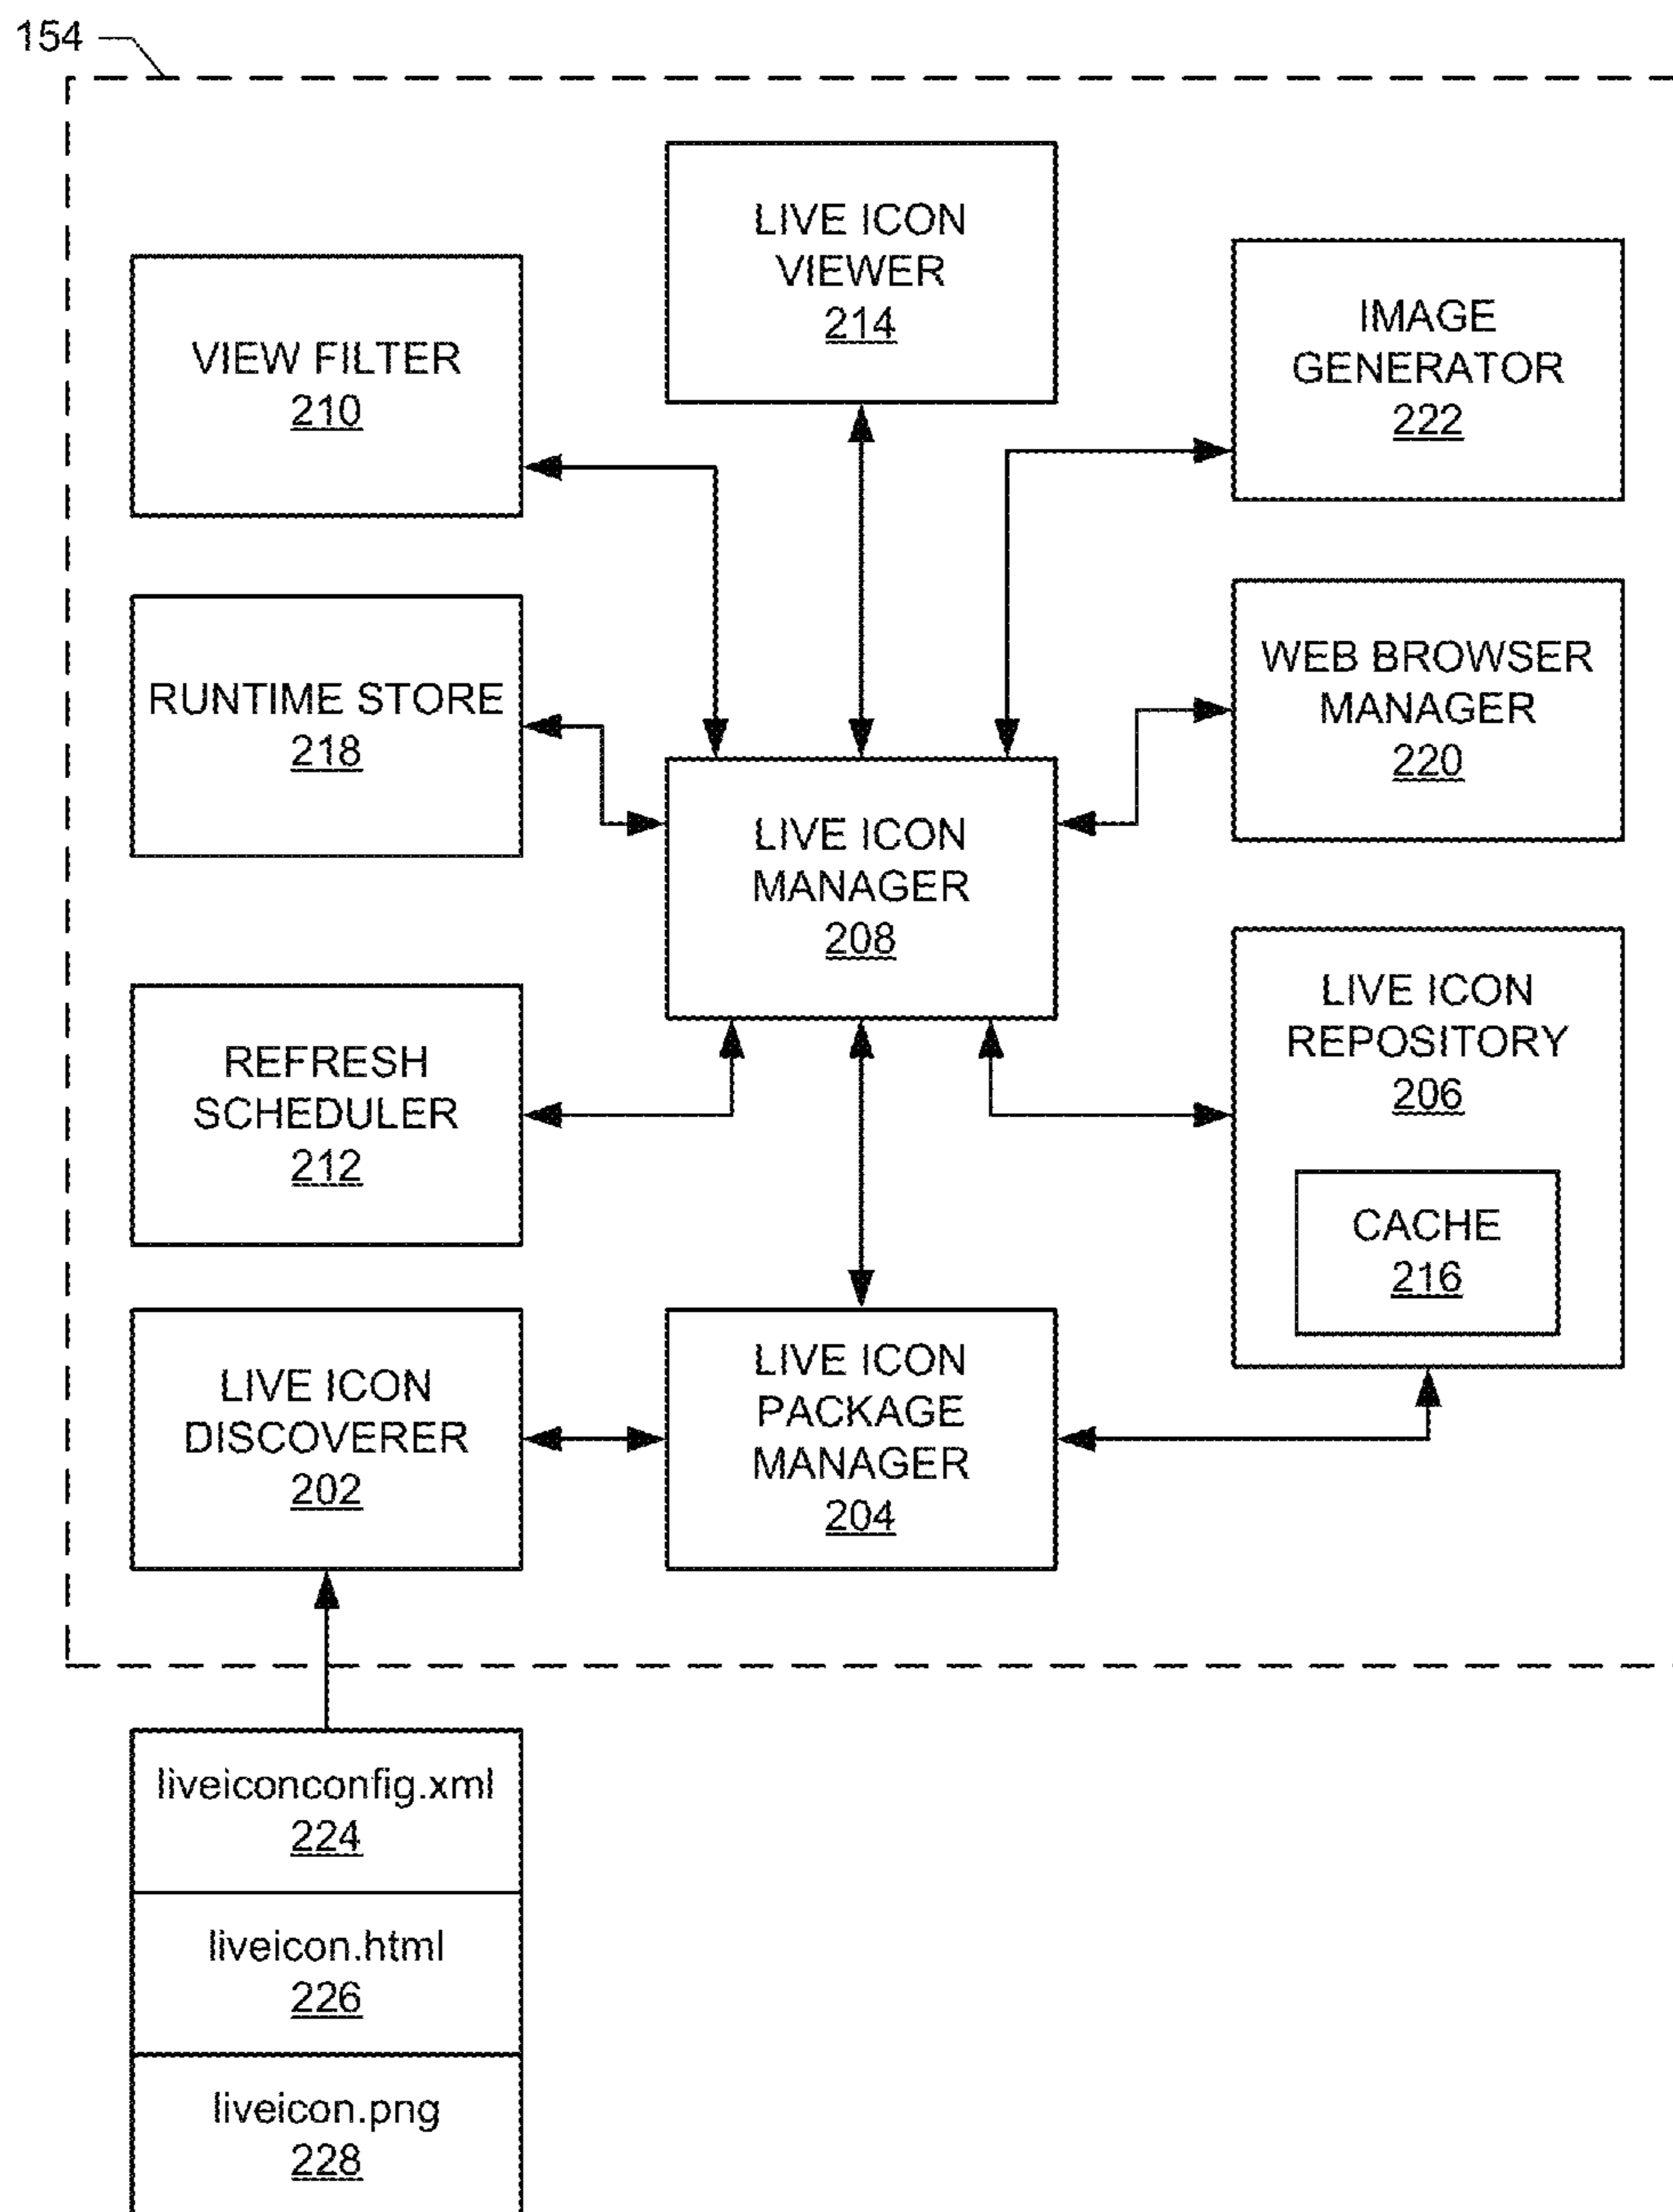 154
LIVE ICON
VIEWER
214
VIEW FILTER
210
IMAGE
GENERATOR
222
RUNTIME STORE
218
WEB BROWSER
MANAGER
220
LIVE ICON
MANAGER
208
REFRESH
SCHEDULER
212
LIVE ICON
REPOSITORY
206
CACHE
216
LIVE ICON
DISCOVERER
202
LIVE ICON
PACKAGE
MANAGER
204
liveiconconfig.xml
224
liveicon.html
226
liveicon.png
228